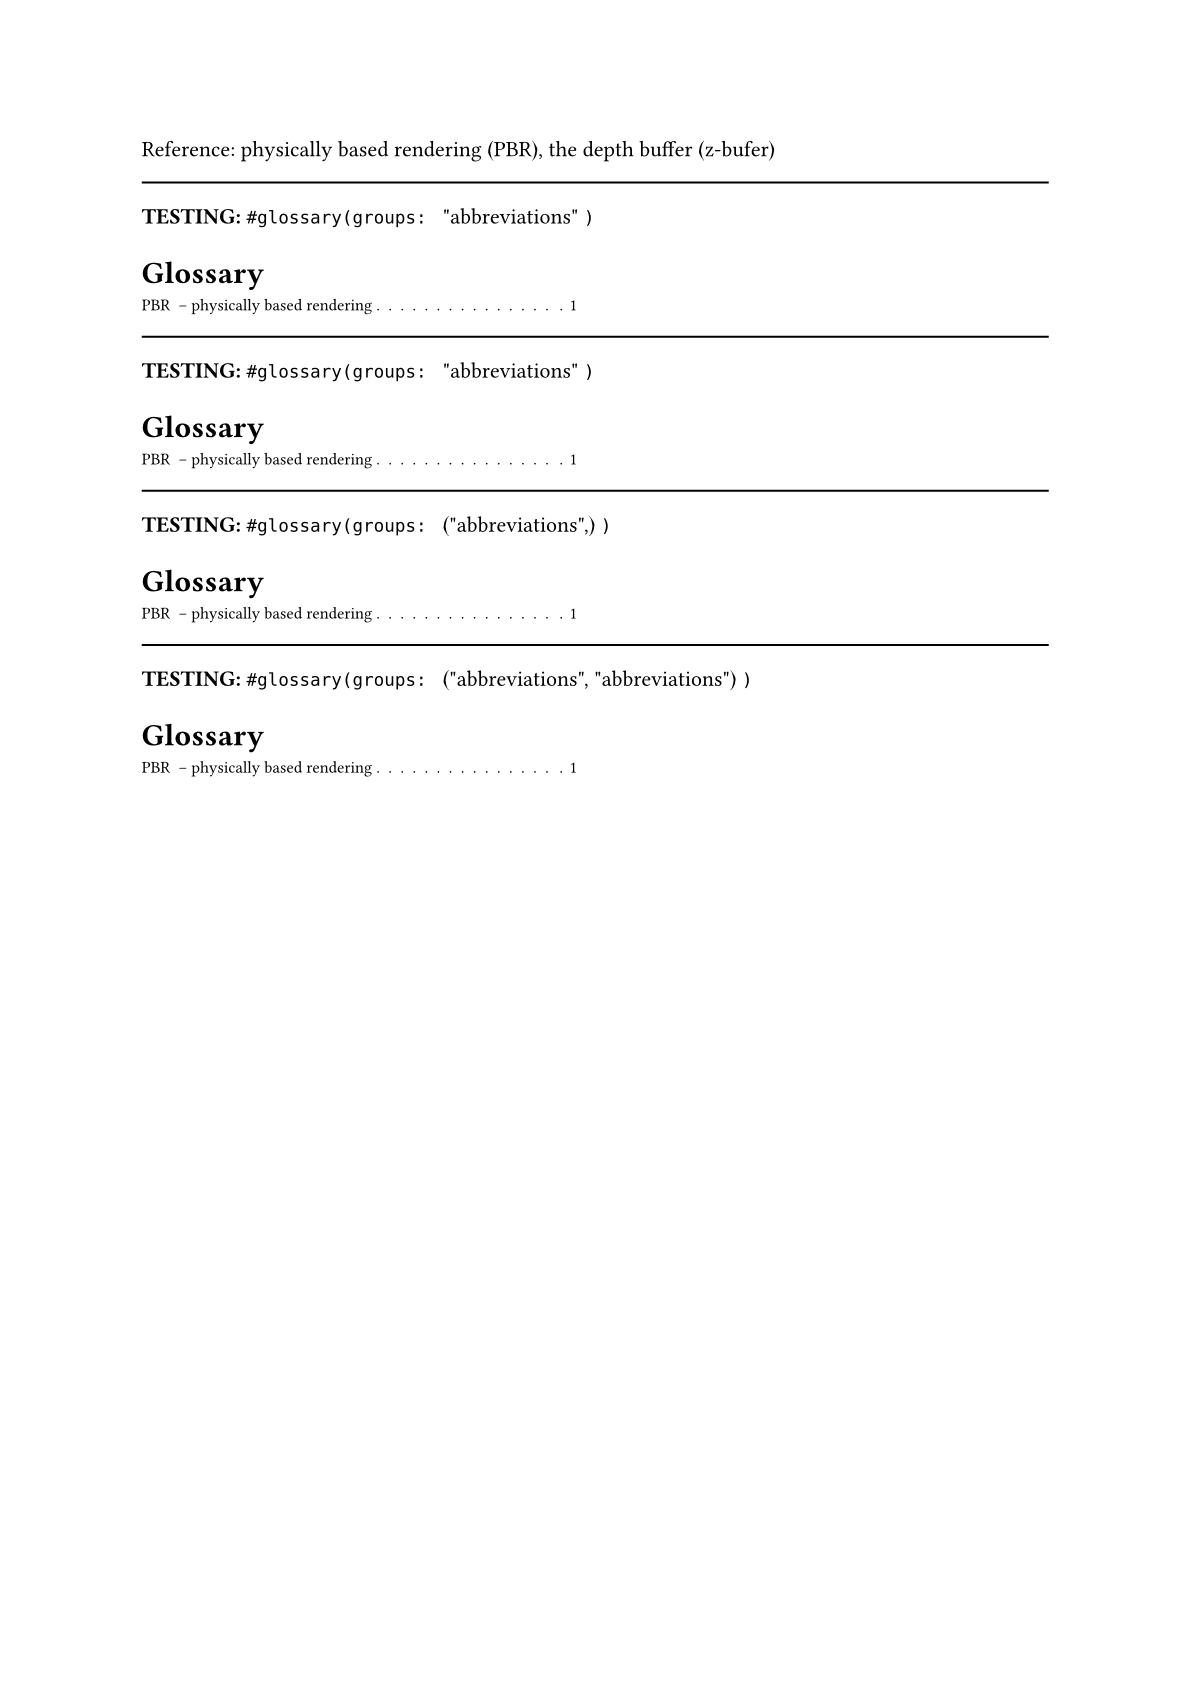 Reference: physically based rendering (PBR), the depth buffer (z-bufer)
TESTING: #glossary(groups: "abbreviations" )
Glossary
PBR – physically based rendering . . . . . . . . . . . . . . . . 1
TESTING: #glossary(groups: "abbreviations" )
Glossary
PBR – physically based rendering . . . . . . . . . . . . . . . . 1
TESTING: #glossary(groups: ("abbreviations",) )
Glossary
PBR – physically based rendering . . . . . . . . . . . . . . . . 1
TESTING: #glossary(groups: ("abbreviations", "abbreviations") )
Glossary
PBR – physically based rendering . . . . . . . . . . . . . . . . 1